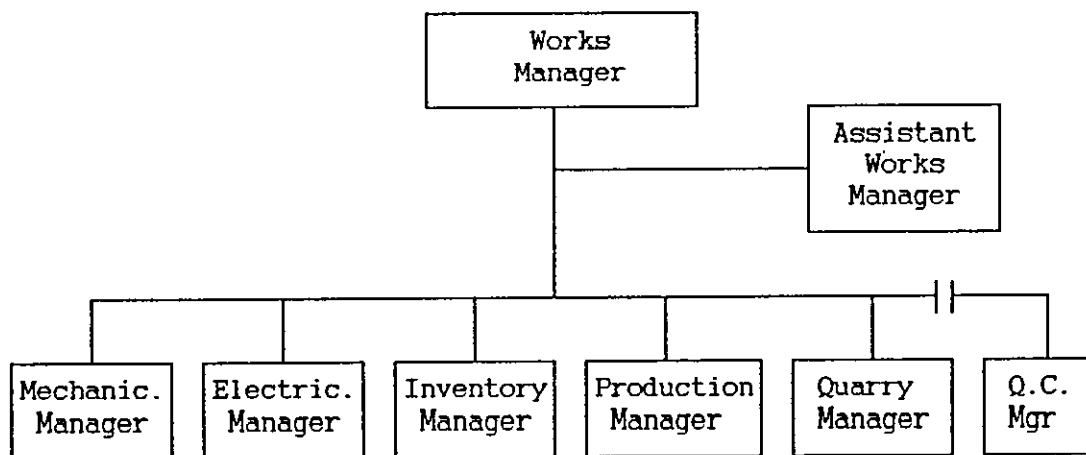 Works
Manager
Assistant
Works
Manager
Mechanic.
Manager
Electric.
Manager
Inventory
Manager
Production
Manager
Quarry
Manager
Q.C.
Mgr